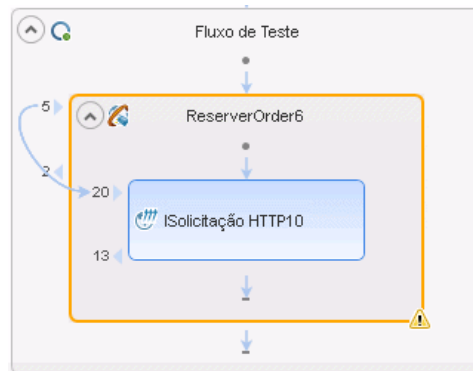 Fluxo de Teste
5
ReserverOrder6
2
20
ISolicitação HTTP10
13